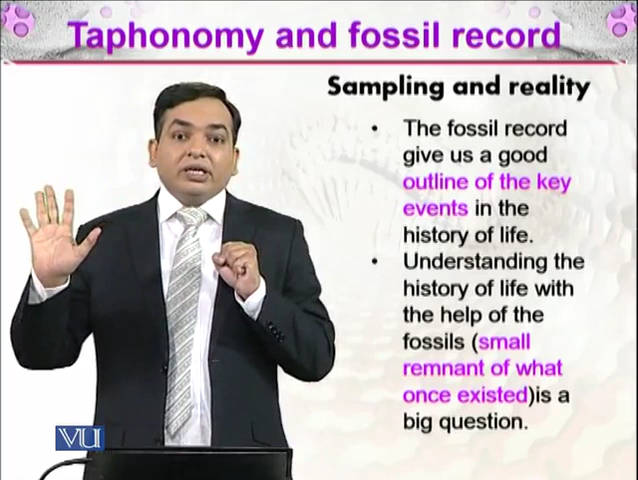 Taphonomy and fossil record
Sampling and reality
• The fossil record
give us a good
outline of the key
events in the
history of life.
• Understanding the
history of life with
the help of the
fossils (small
remnant of what
once existed)is a
big question.
VU